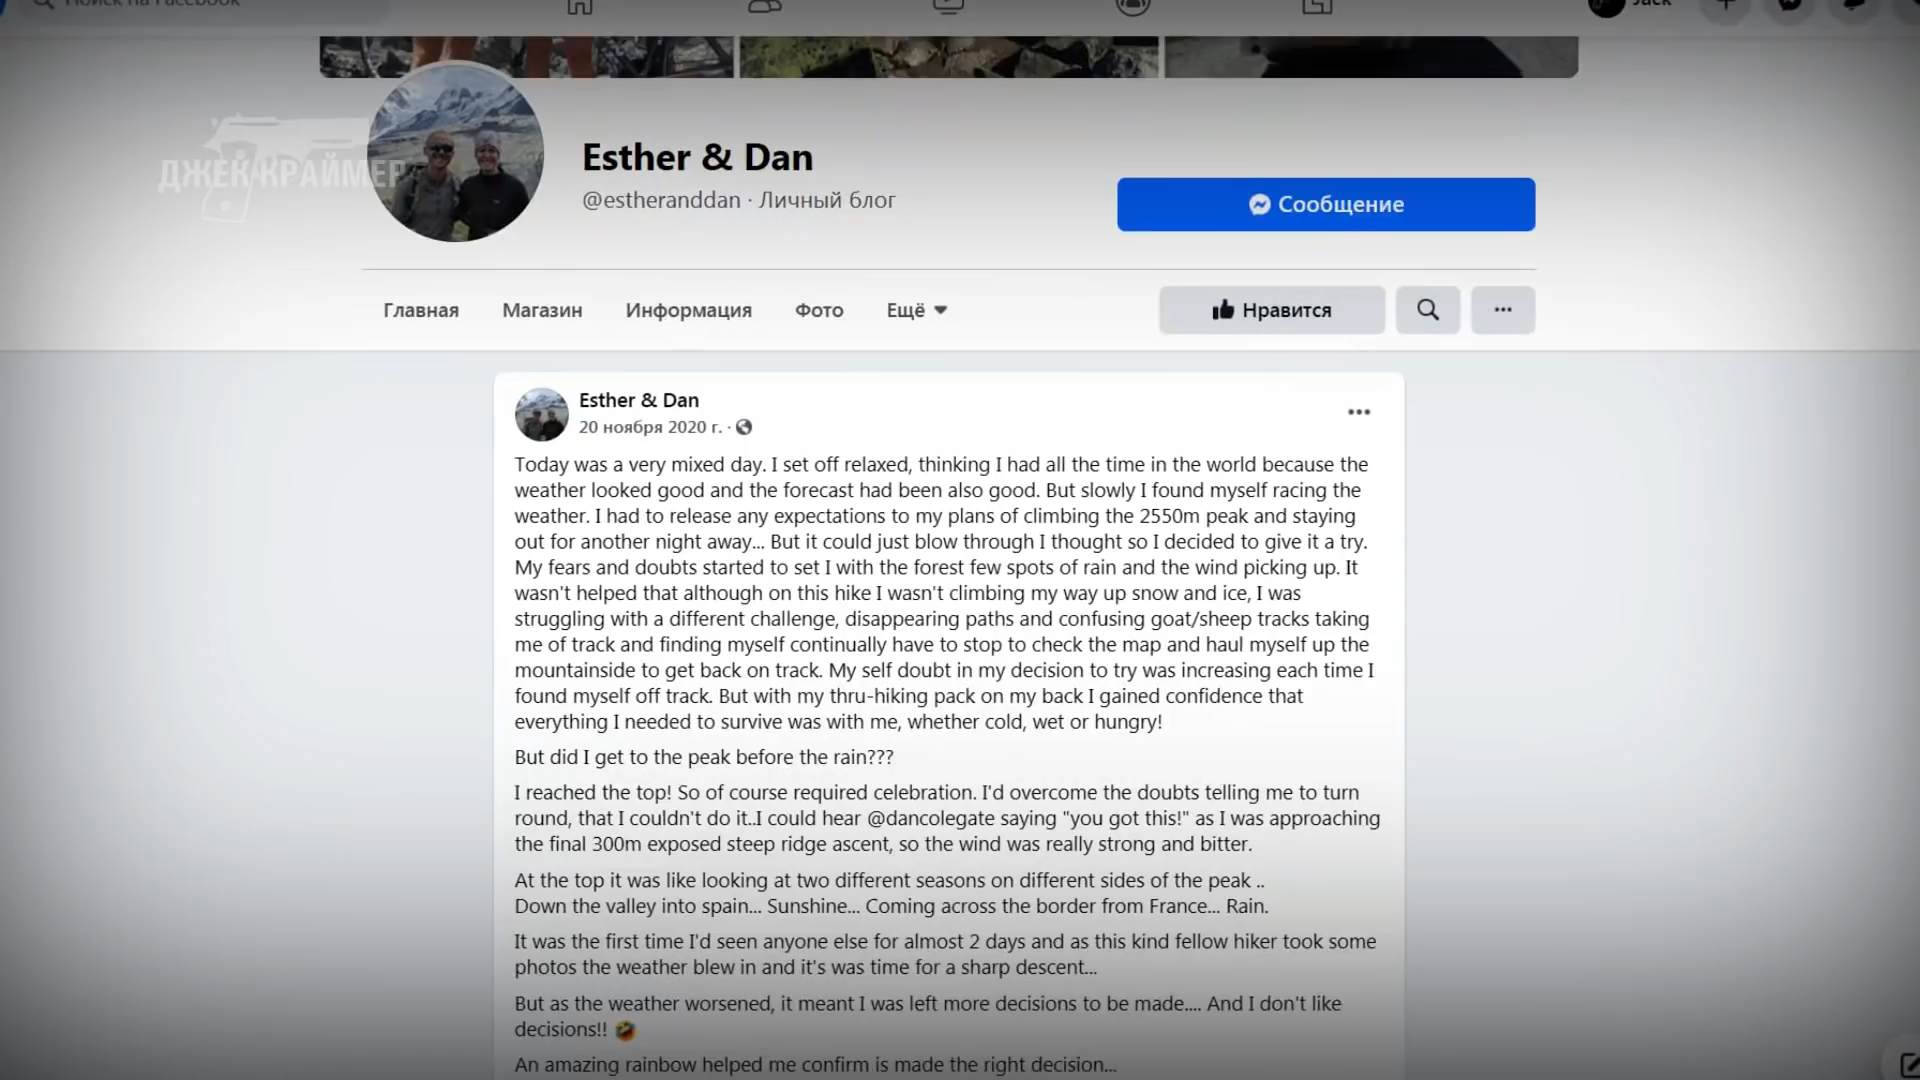 Поиск на Facebook
Jack
ДЖЕК КРАЙМЕР
Esther & Dan
@estheranddan · Личный блог
Сообщение
Главная Магазин Информация Фото Ещё
Нравится
Esther & Dan
20 ноября 2020 г. ·
Today was a very mixed day. I set off relaxed, thinking I had all the time in the world because the
weather looked good and the forecast had been also good. But slowly I found myself racing the
weather. I had to release any expectations to my plans of climbing the 2550m peak and staying
out for another night away... But it could just blow through I thought so I decided to give it a try.
My fears and doubts started to set I with the forest few spots of rain and the wind picking up. It
wasn't helped that although on this hike I wasn't climbing my way up snow and ice, I was
struggling with a different challenge, disappearing paths and confusing goat/sheep tracks taking
me of track and finding myself continually have to stop to check the map and haul myself up the
mountainside to get back on track. My self doubt in my decision to try was increasing each time I
found myself off track. But with my thru-hiking pack on my back I gained confidence that
everything I needed to survive was with me, whether cold, wet or hungry!
But did I get to the peak before the rain???
I reached the top! So of course required celebration. I'd overcome the doubts telling me to turn
round, that I couldn't do it..I could hear @dancolegate saying "you got this!" as I was approaching
the final 300m exposed steep ridge ascent, so the wind was really strong and bitter.
At the top it was like looking at two different seasons on different sides of the peak ..
Down the valley into spain... Sunshine... Coming across the border from France... Rain.
It was the first time I'd seen anyone else for almost 2 days and as this kind fellow hiker took some
photos the weather blew in and it's was time for a sharp descent...
But as the weather worsened, it meant I was left more decisions to be made.... And I don't like
decisions!! 🤣
An amazing rainbow helped me confirm is made the right decision...